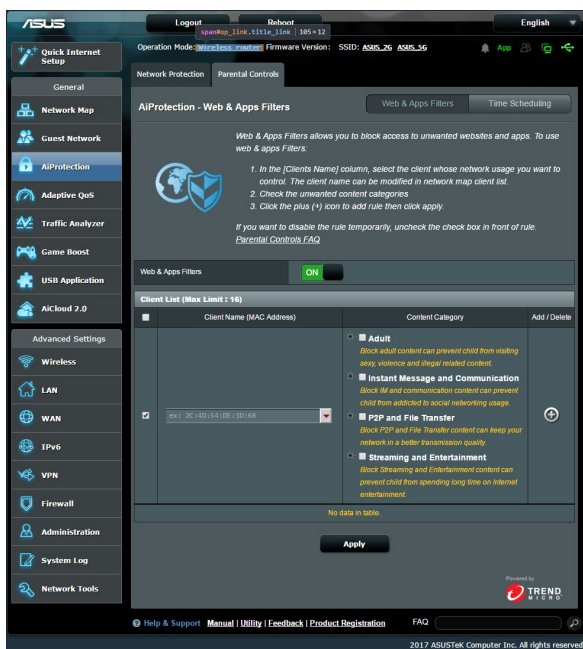 ASUS
Logout
Reboot
English
span#op_link.title_link | 105×12
Quick Internet Setup
Operation Mode: Wireless router Firmware Version: SSID: ASUS_2G ASUS_5G
App
General
Network Map
Guest Network
AiProtection
Adaptive QoS
Traffic Analyzer
Game Boost
USB Application
AiCloud 2.0
Advanced Settings
Wireless
LAN
WAN
IPv6
VPN
Firewall
Administration
System Log
Network Tools
Network Protection
Parental Controls
AiProtection - Web & Apps Filters
Web & Apps Filters
Time Scheduling
Web & Apps Filters allows you to block access to unwanted websites and apps. To use
web & apps Filters:
1. In the [Clients Name] column, select the client whose network usage you want to
control. The client name can be modified in network map client list.
2. Check the unwanted content categories
3. Click the plus (+) icon to add rule then click apply.
If you want to disable the rule temporarily, uncheck the check box in front of rule.
Parental Controls FAQ
Web & Apps Filters
ON
Client List (Max Limit : 16)
Client Name (MAC Address)
Content Category
Add / Delete
ex: 2C:4D:54:DE:3D:68
Adult
Block adult content can prevent child from visiting
sexy, violence and illegal related content.
Instant Message and Communication
Block IM and communication content can prevent
child from addicted to social networking usage.
P2P and File Transfer
Block P2P and File Transfer content can keep your
network in a better transmission quality.
Streaming and Entertainment
Block Streaming and Entertainment content can
prevent child from spending long time on Internet
entertainment.
No data in table.
Apply
Powered by
TREND
MICRO
Help & Support Manual | Utility | Feedback | Product Registration
FAQ
2017 ASUSTeK Computer Inc. All rights reserved